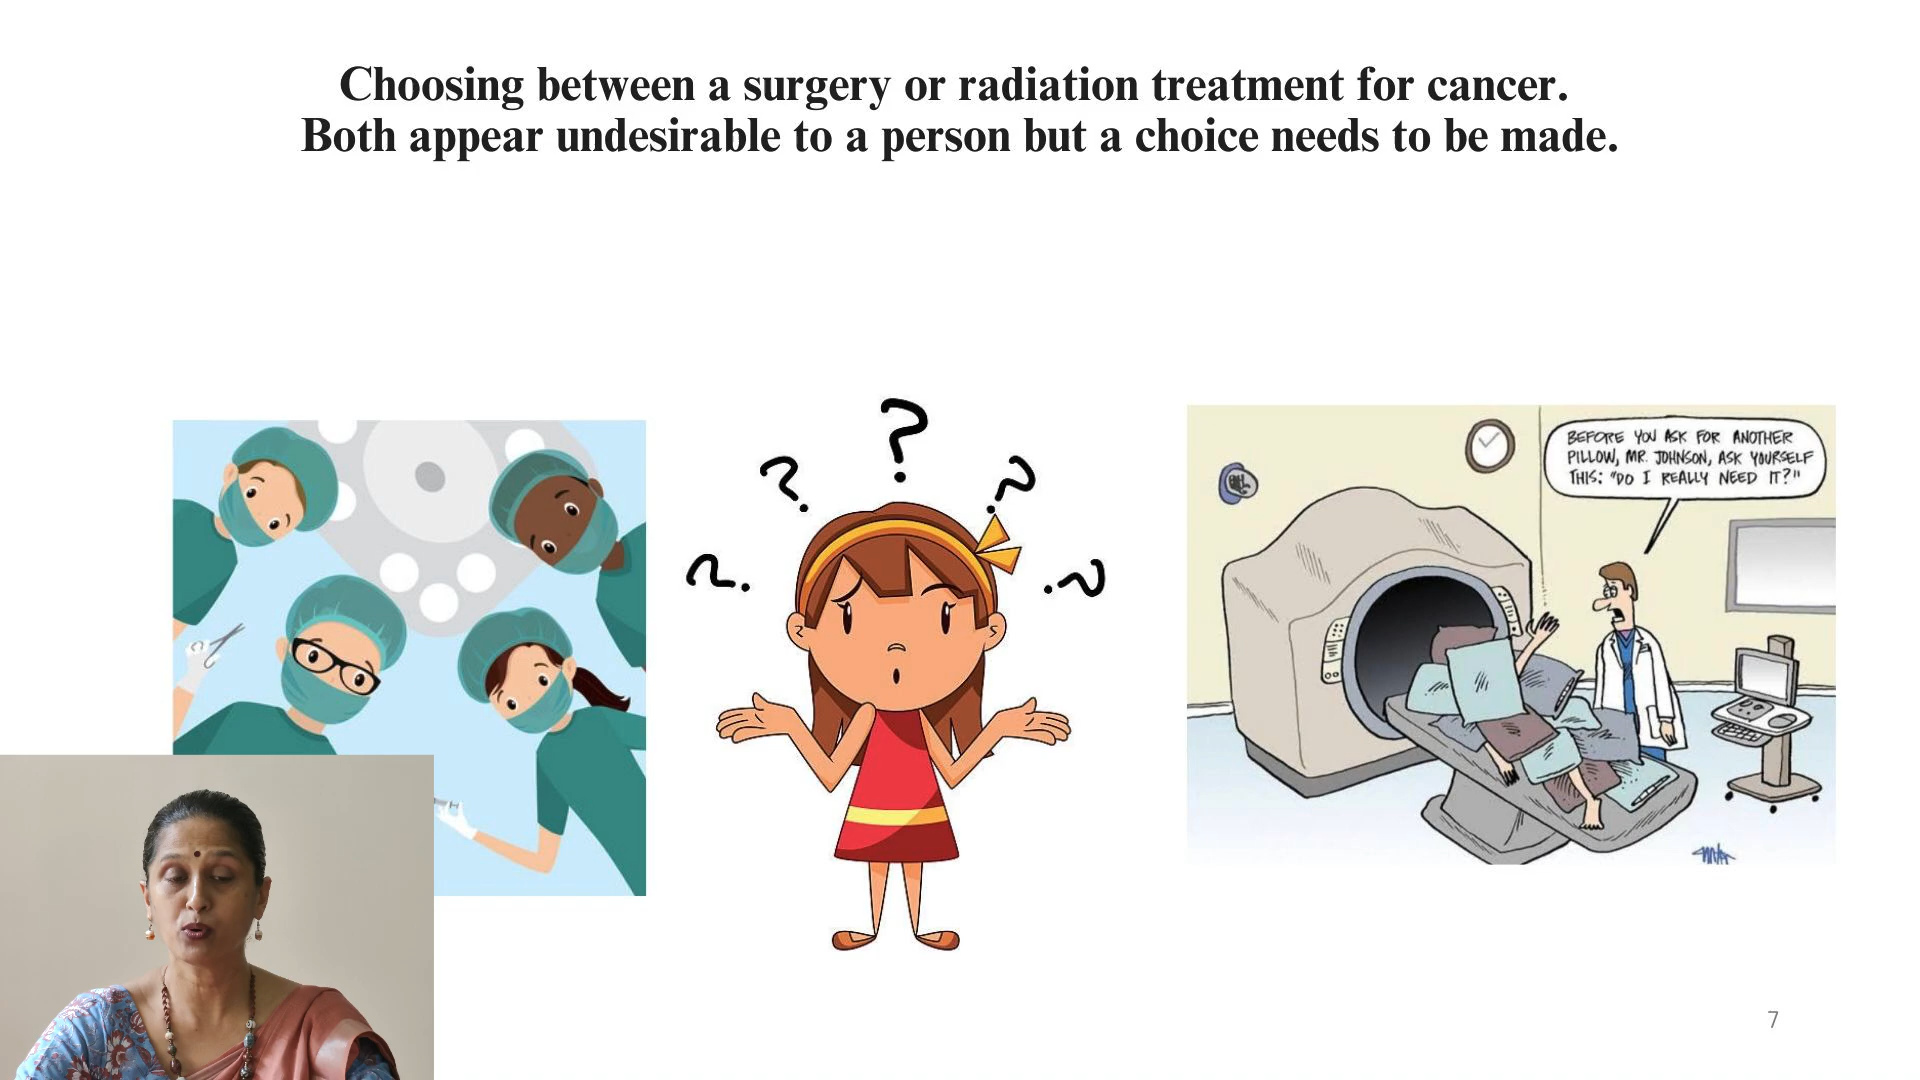 Choosing between a surgery or radiation treatment for cancer.
Both appear undesirable to a person but a choice needs to be made.
? ? ? ? ?
BEFORE YOU ASK FOR ANOTHER
PILLOW, MR. JOHNSON, ASK YOURSELF
THIS: "DO I REALLY NEED IT?"
7